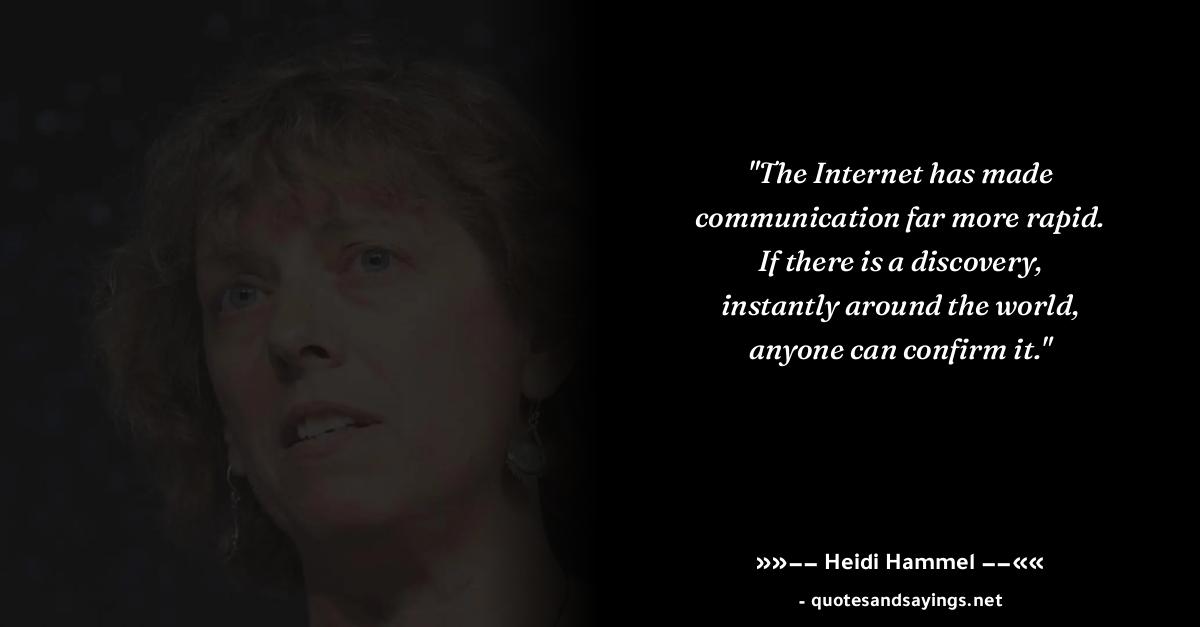 "The Internet has made
communication far more rapid.
If there is a discovery,
instantly around the world,
anyone can confirm it."
»»–– Heidi Hammel ––««
- quotesandsayings.net